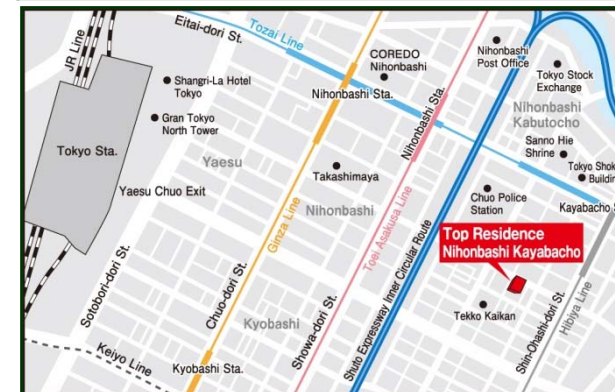 Eitai-dori St.
Tozai Line
JR Line
COREDO
Nihonbashi
Nihonbashi
Post Office
Tokyo Stock
Exchange
Shangri-La Hotel
Tokyo
Nihonbashi Sta.
Nihonbashi Sta.
Nihonbashi
Kabutocho
Gran Tokyo
North Tower
Sanno Hie
Shrine
Tokyo Sta.
Yaesu
Takashimaya
Tokyo Shok
Building
Yaesu Chuo Exit
Nihonbashi
Chuo Police
Station
Kayabacho S
Ginza Line
Toei Asakusa Line
Shuto Expressway Inner Circular Route
Top Residence
Nihonbashi Kayabacho
Sotobori-dori St.
Chuo-dori St.
Showa-dori St.
Tekko Kaikan
Shin-Ohashi-dori St.
Hibiya Line
Kyobashi
Keiyo Line
Kyobashi Sta.